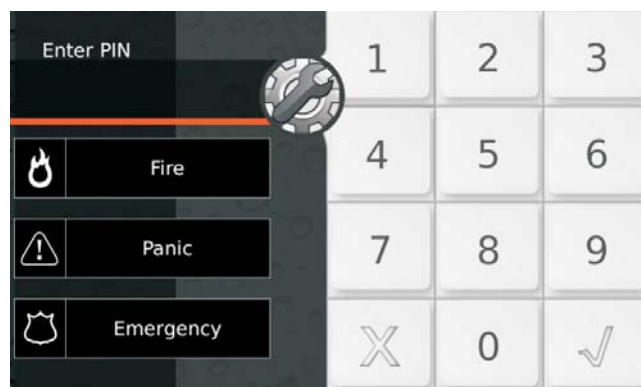 Enter PIN
1 2 3
Fire
4 5 6
Panic
7 8 9
Emergency
X 0 √